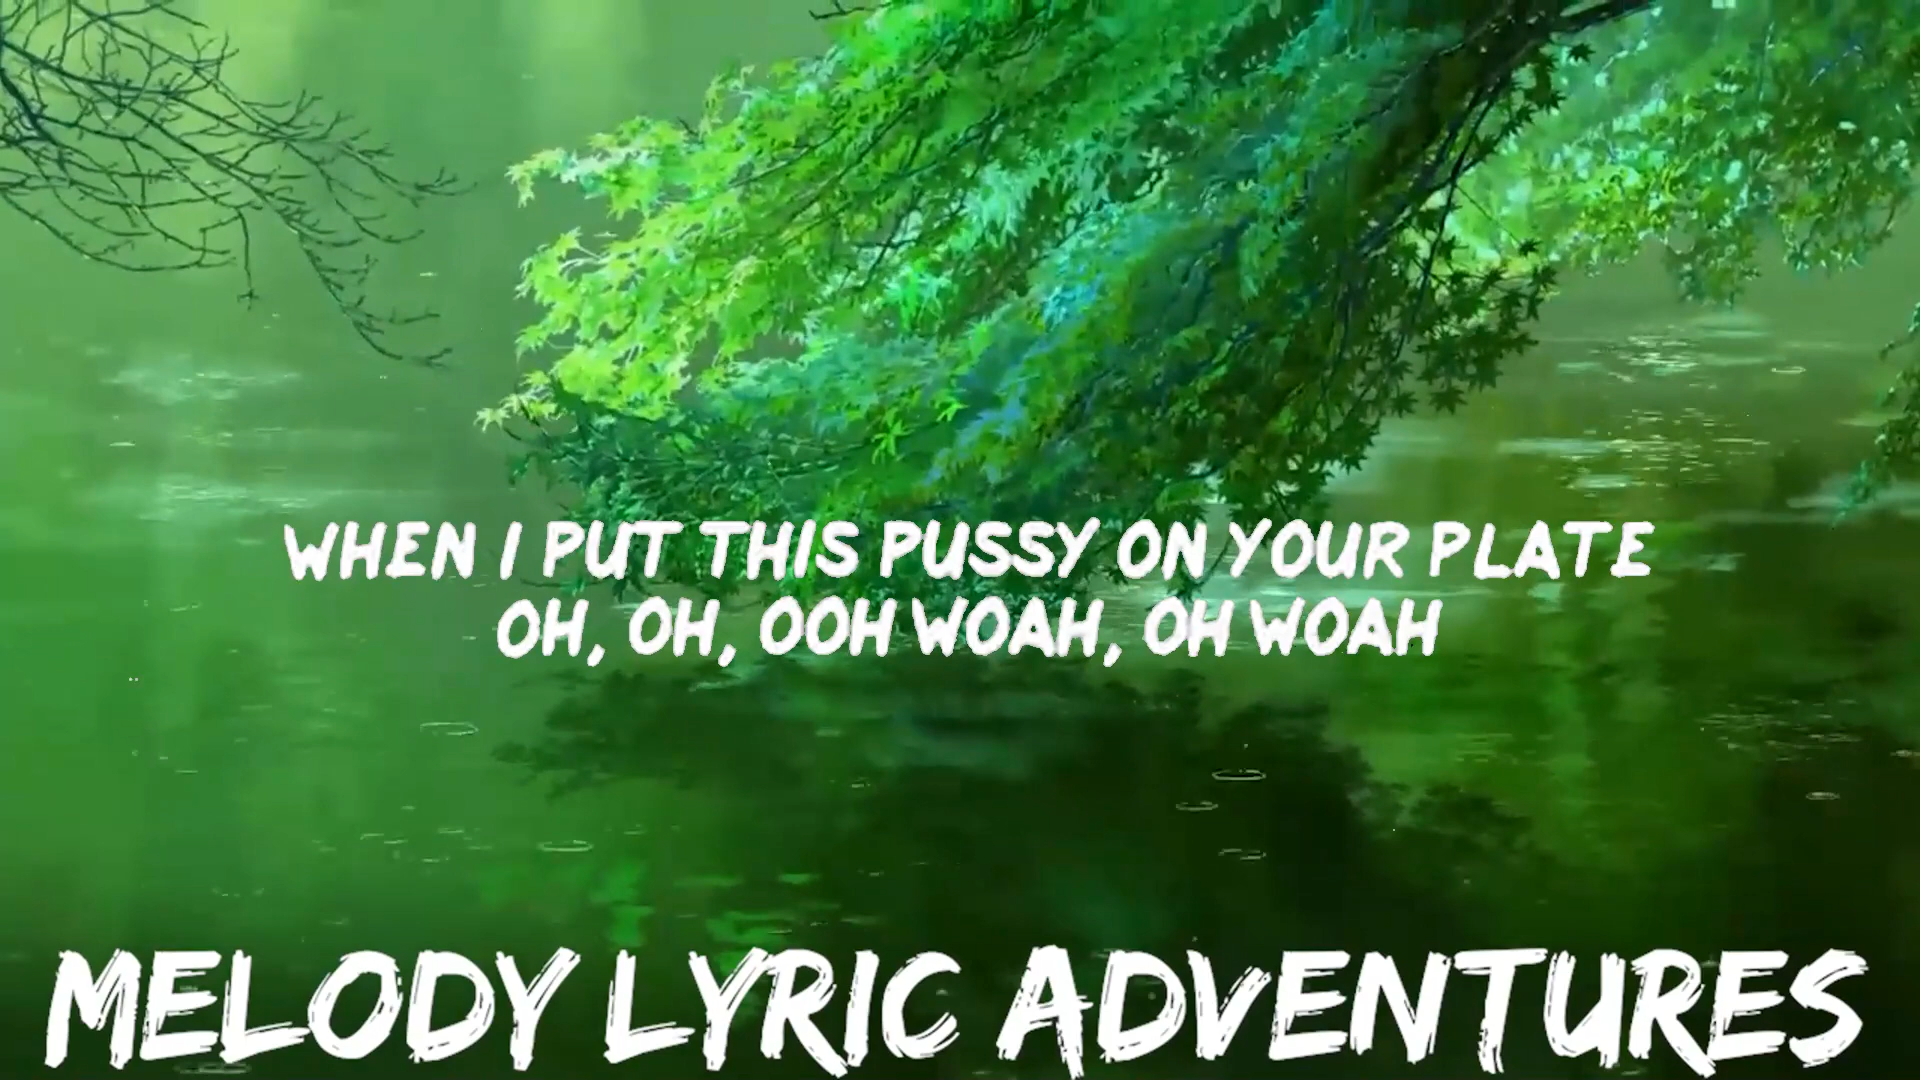 WHEN I PUT THIS PUSSY ON YOUR PLATE
OH, OH, OOH WOAH, OH WOAH
MELODY LYRIC ADVENTURES